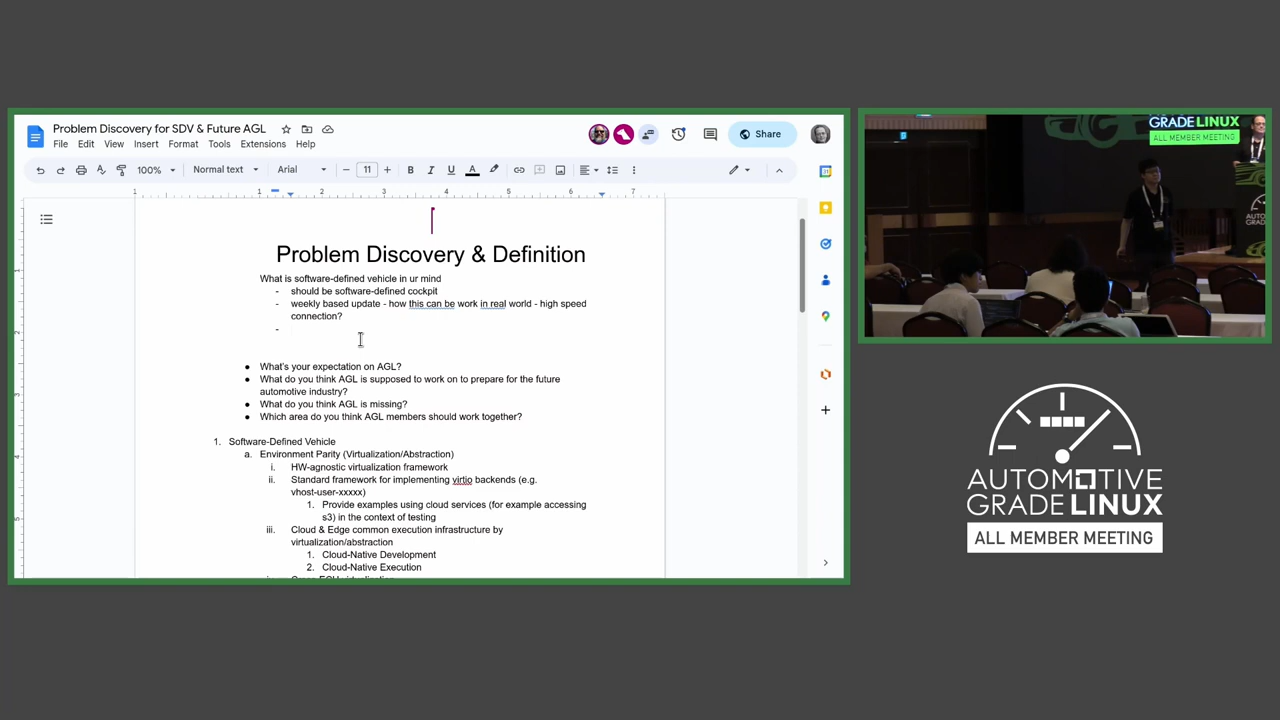 Problem Discovery for SDV & Future AGL
File Edit View Insert Format Tools Extensions Help
Share
100% Normal text Arial − 11 + B I U A
1 1 2 3 4 5 6 7
Problem Discovery & Definition
What is software-defined vehicle in ur mind
- should be software-defined cockpit
- weekly based update - how this can be work in real world - high speed
connection?
-
● What's your expectation on AGL?
● What do you think AGL is supposed to work on to prepare for the future
automotive industry?
● What do you think AGL is missing?
● Which area do you think AGL members should work together?
1. Software-Defined Vehicle
a. Environment Parity (Virtualization/Abstraction)
i. HW-agnostic virtualization framework
ii. Standard framework for implementing virtio backends (e.g.
vhost-user-xxxxx)
1. Provide examples using cloud services (for example accessing
s3) in the context of testing
iii. Cloud & Edge common execution infrastructure by
virtualization/abstraction
1. Cloud-Native Development
2. Cloud-Native Execution
GRADE LINUX
ALL MEMBER MEETING
AUTOMOTIVE
GRADE LINUX
ALL MEMBER MEETING